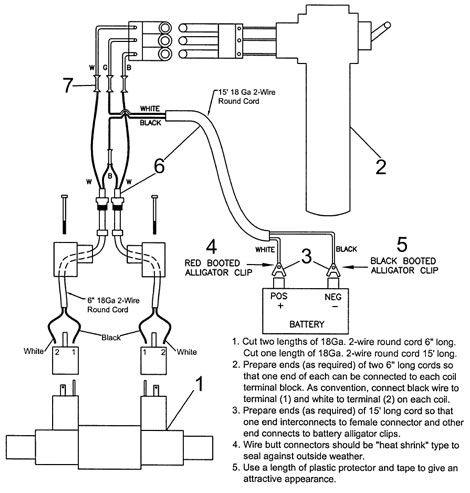 W G B
7
15' 18 Ga 2-Wire
Round Cord
WHITE
BLACK
2
6
W B W
4
RED BOOTED
ALLIGATOR CLIP
WHITE
3
BLACK
5
BLACK BOOTED
ALLIGATOR CLIP
POS
+
NEG
-
BATTERY
6" 18Ga 2-Wire
Round Cord
White
2 1
Black
1 2
White
1
1. Cut two lengths of 18Ga. 2-wire round cord 6" long.
Cut one length of 18Ga. 2-wire round cord 15' long.
2. Prepare ends (as required) of two 6" long cords so
that one end of each can be connected to each coil
terminal block. As convention, connect black wire to
terminal (1) and white to terminal (2) on each coil.
3. Prepare ends (as required) of 15' long cord so that
one end interconnects to female connector and other
end connects to battery alligator clips.
4. Wire butt connectors should be "heat shrink" type to
seal against outside weather.
5. Use a length of plastic protector and tape to give an
attractive appearance.